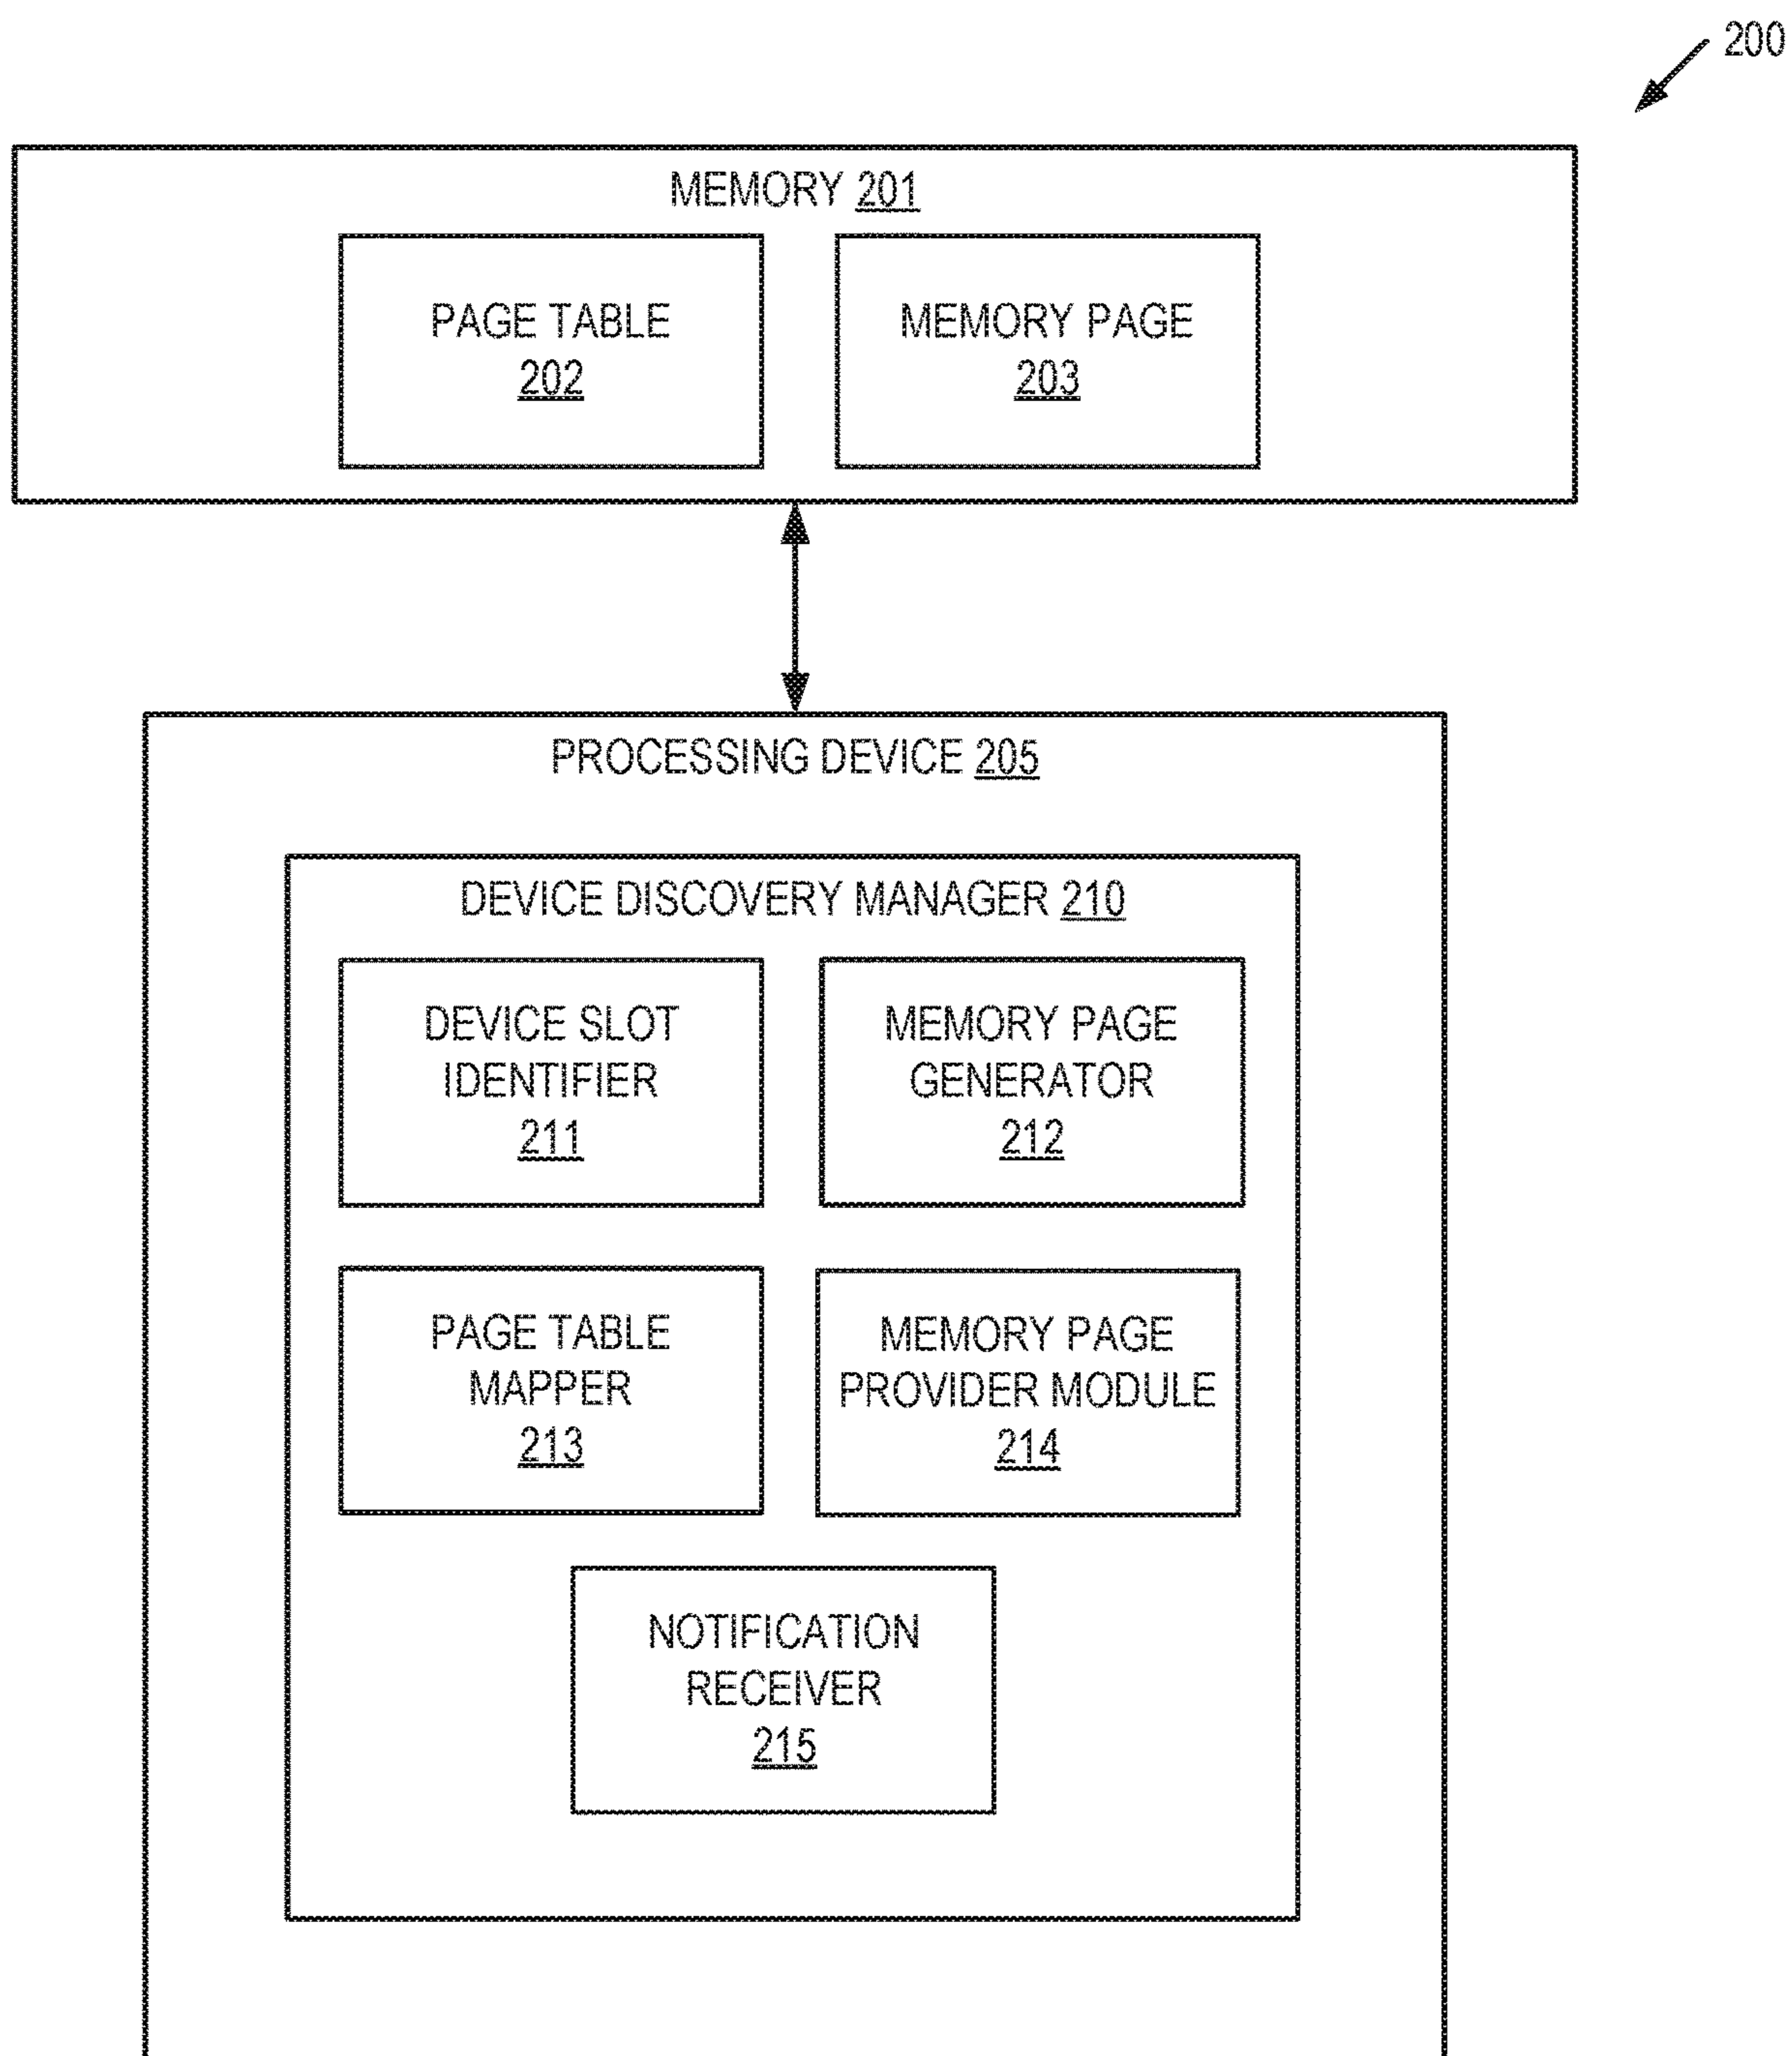 200
MEMORY 201
PAGE TABLE
202
MEMORY PAGE
203
PROCESSING DEVICE 205
DEVICE DISCOVERY MANAGER 210
DEVICE SLOT
IDENTIFIER
211
MEMORY PAGE
GENERATOR
212
PAGE TABLE
MAPPER
213
MEMORY PAGE
PROVIDER MODULE
214
NOTIFICATION
RECEIVER
215